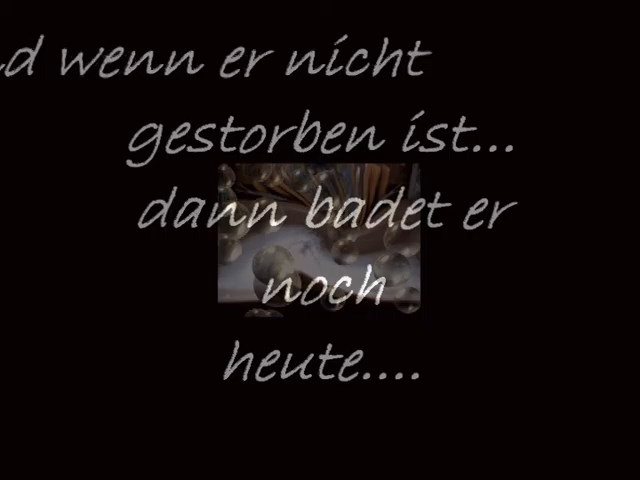 d wenn er nicht
gestorben ist...
dann badet er
noch
heute....